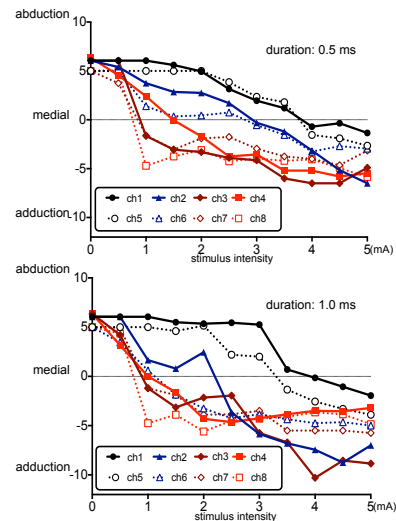 abduction
+10
duration: 0.5 ms
+5
medial 0
-5
ch1 ch2 ch3 ch4
ch5 ch6 ch7 ch8
adduction
-10
0 1 2 3 4 5(mA)
stimulus intensity
abduction
+10
duration: 1.0 ms
+5
medial 0
-5
ch1 ch2 ch3 ch4
ch5 ch6 ch7 ch8
adduction
-10
0 1 2 3 4 5(mA)
stimulus intensity